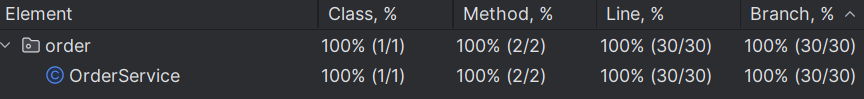 Element Class, % Method, % Line, % Branch, %
order 100% (1/1) 100% (2/2) 100% (30/30) 100% (30/30)
OrderService 100% (1/1) 100% (2/2) 100% (30/30) 100% (30/30)